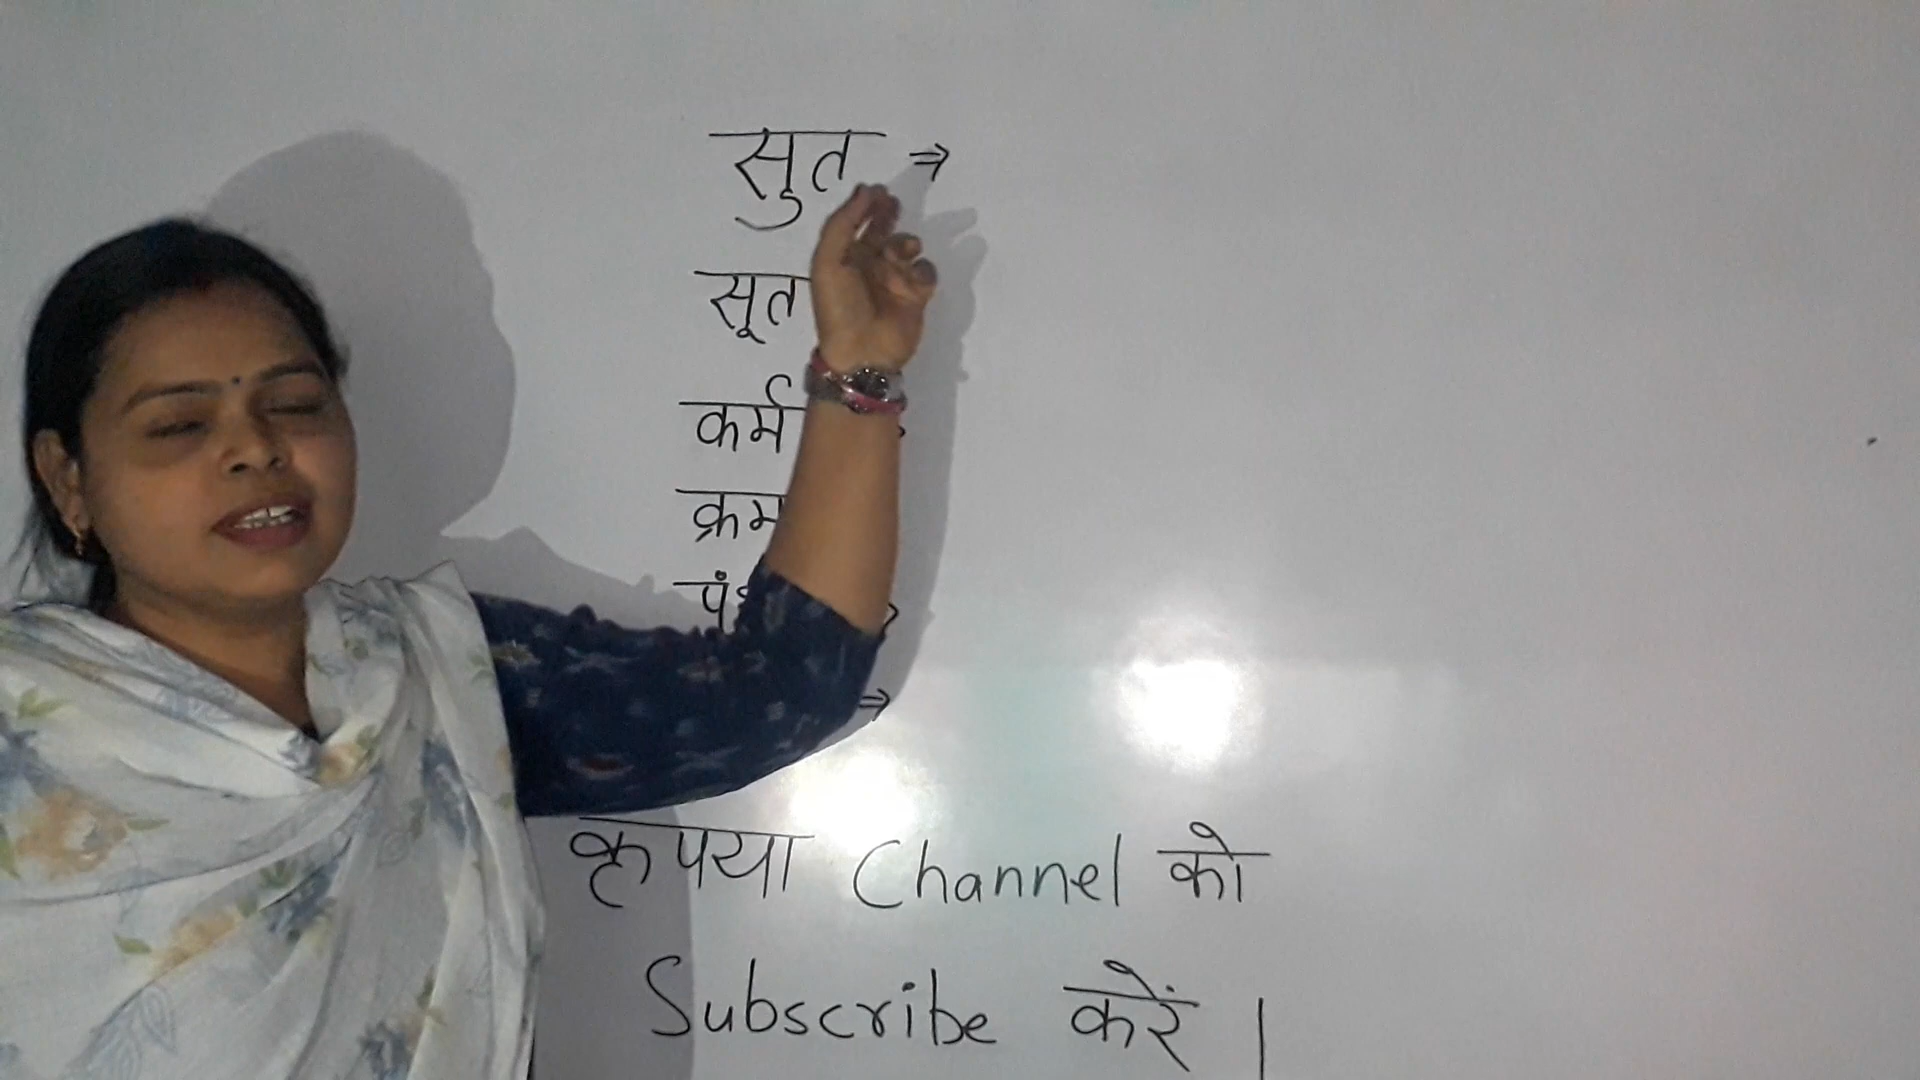 सुत ⇒
सूत
कर्म
क्रम
⇒
कृपया Channel को
Subscribe करें ।